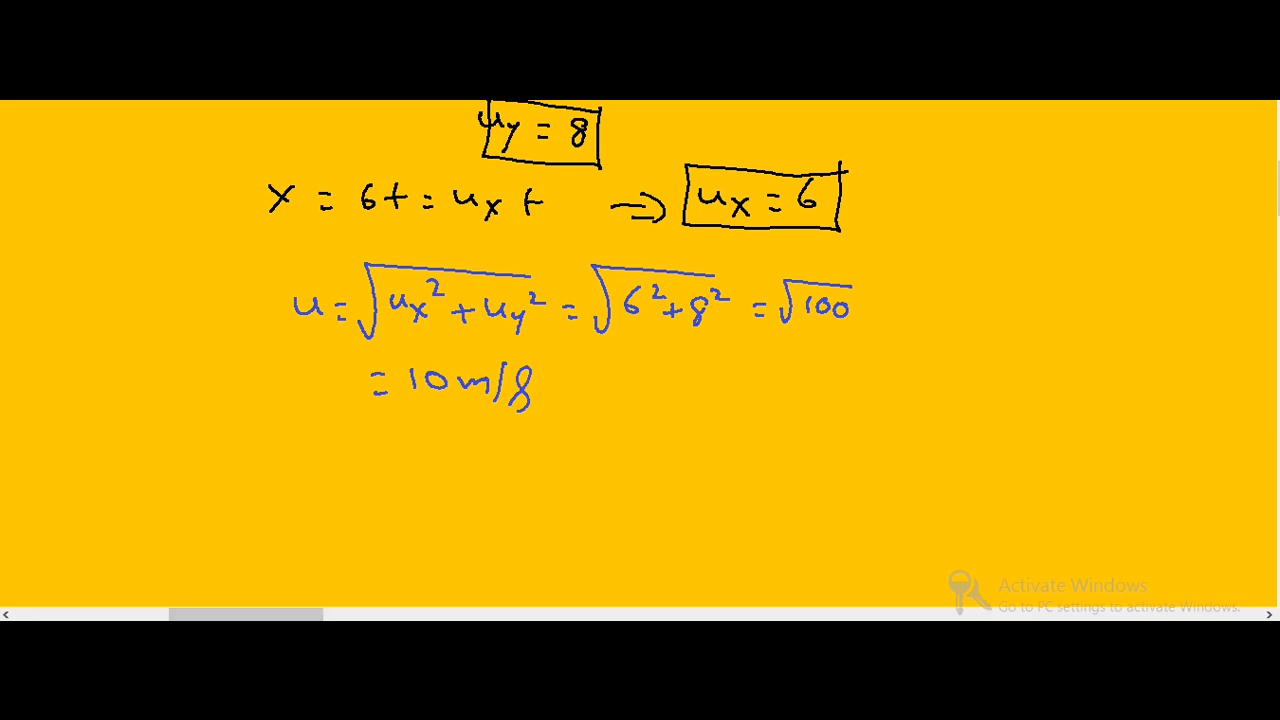 uy = 8
x = 6t = ux t ⇒ ux = 6
u = √ux² + uy² = √6² + 8² = √100
= 10 m/s
Activate Windows
Go to PC settings to activate Windows.